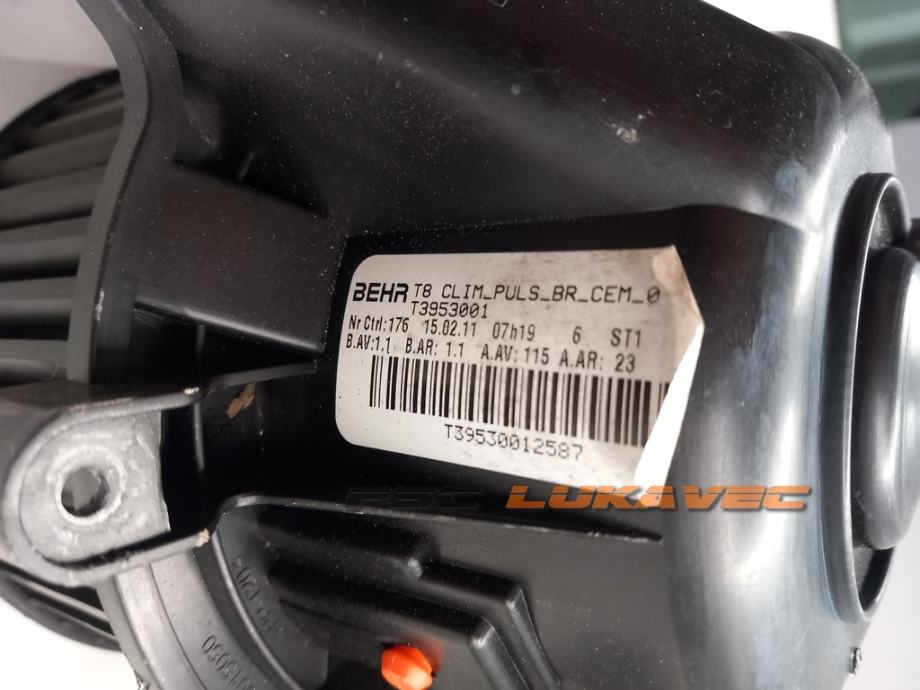 BEHR T8 CLIM_PULS_BR_CEM_0
T3953001
Nr Ctrl:176 15.02.11 07h19 6 ST1
B.AV:1.1 B.AR: 1.1 A.AV: 115 A.AR: 23
T39530012587
PSC LUKAVEC